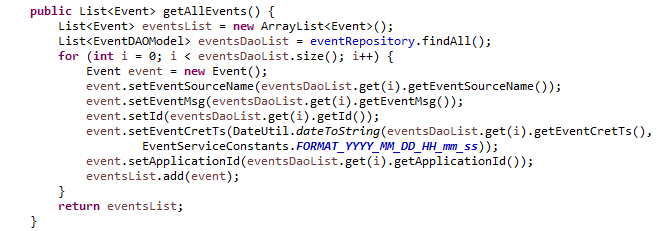 public List<Event> getAllEvents() {
List<Event> eventsList = new ArrayList<Event>();
List<EventDAOModel> eventsDaoList = eventRepository.findAll();
for (int i = 0; i < eventsDaoList.size(); i++) {
Event event = new Event();
event.setEventSourceName(eventsDaoList.get(i).getEventSourceName());
event.setEventMsg(eventsDaoList.get(i).getEventMsg());
event.setId(eventsDaoList.get(i).getId());
event.setEventCretTs(DateUtil.dateToString(eventsDaoList.get(i).getEventCretTs(),
EventServiceConstants.FORMAT_YYYY_MM_DD_HH_mm_ss));
event.setApplicationId(eventsDaoList.get(i).getApplicationId());
eventsList.add(event);
}
return eventsList;
}